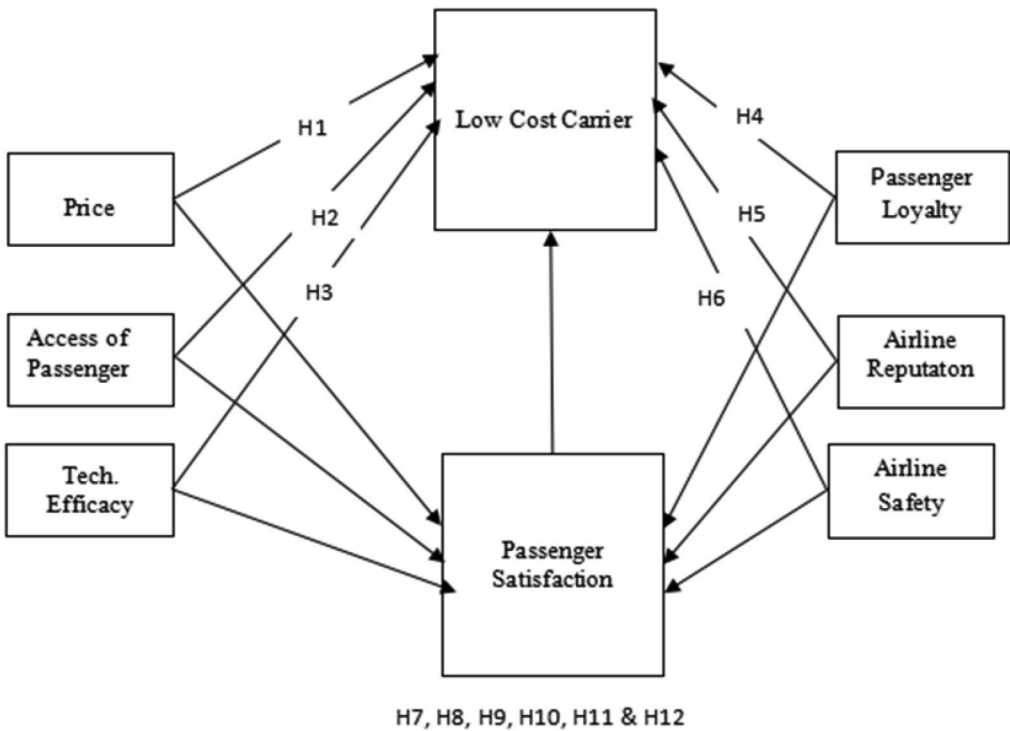 Low Cost Carrier
H1
H4
Price
Passenger
Loyalty
H2
H5
H3
H6
Access of
Passenger
Airline
Reputaton
Tech.
Efficacy
Airline
Safety
Passenger
Satisfaction
H7, H8, H9, H10, H11 & H12